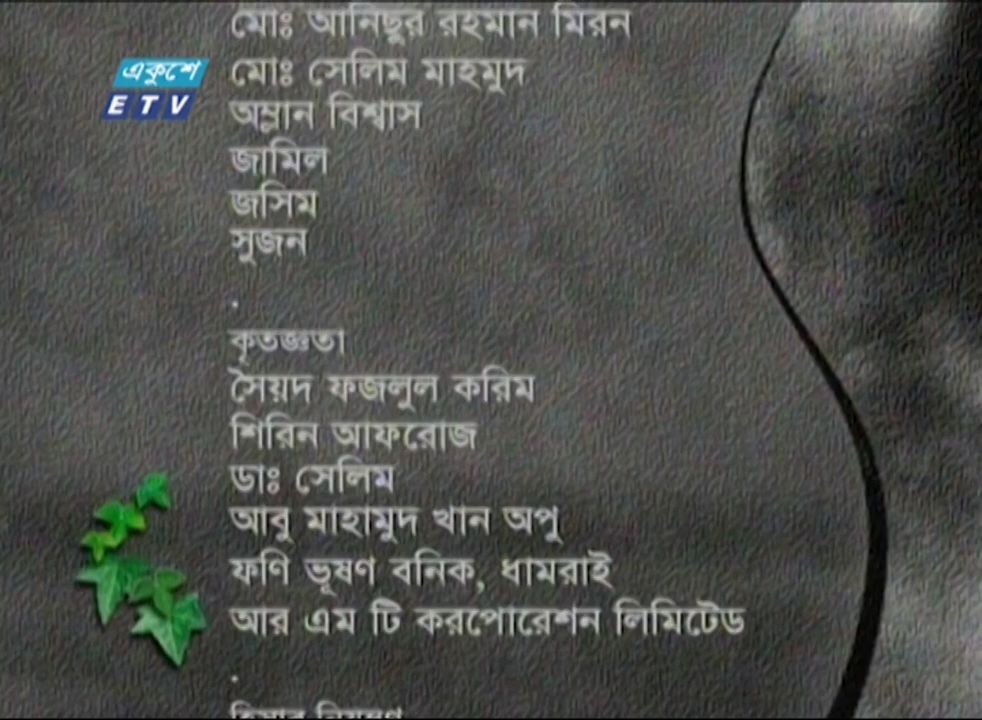 মোঃ আনিছুর রহমান মিরন
একুশে
ETV
মোঃ সেলিম মাহমুদ
অম্লান বিশ্বাস
জামিল
জসিম
সুজন
.
কৃতজ্ঞতা
সৈয়দ ফজলুল করিম
শিরিন আফরোজ
ডাঃ সেলিম
আবু মাহামুদ খান অপু
ফণি ভূষণ বনিক, ধামরাই
আর এম টি করপোরেশন লিমিটেড
.